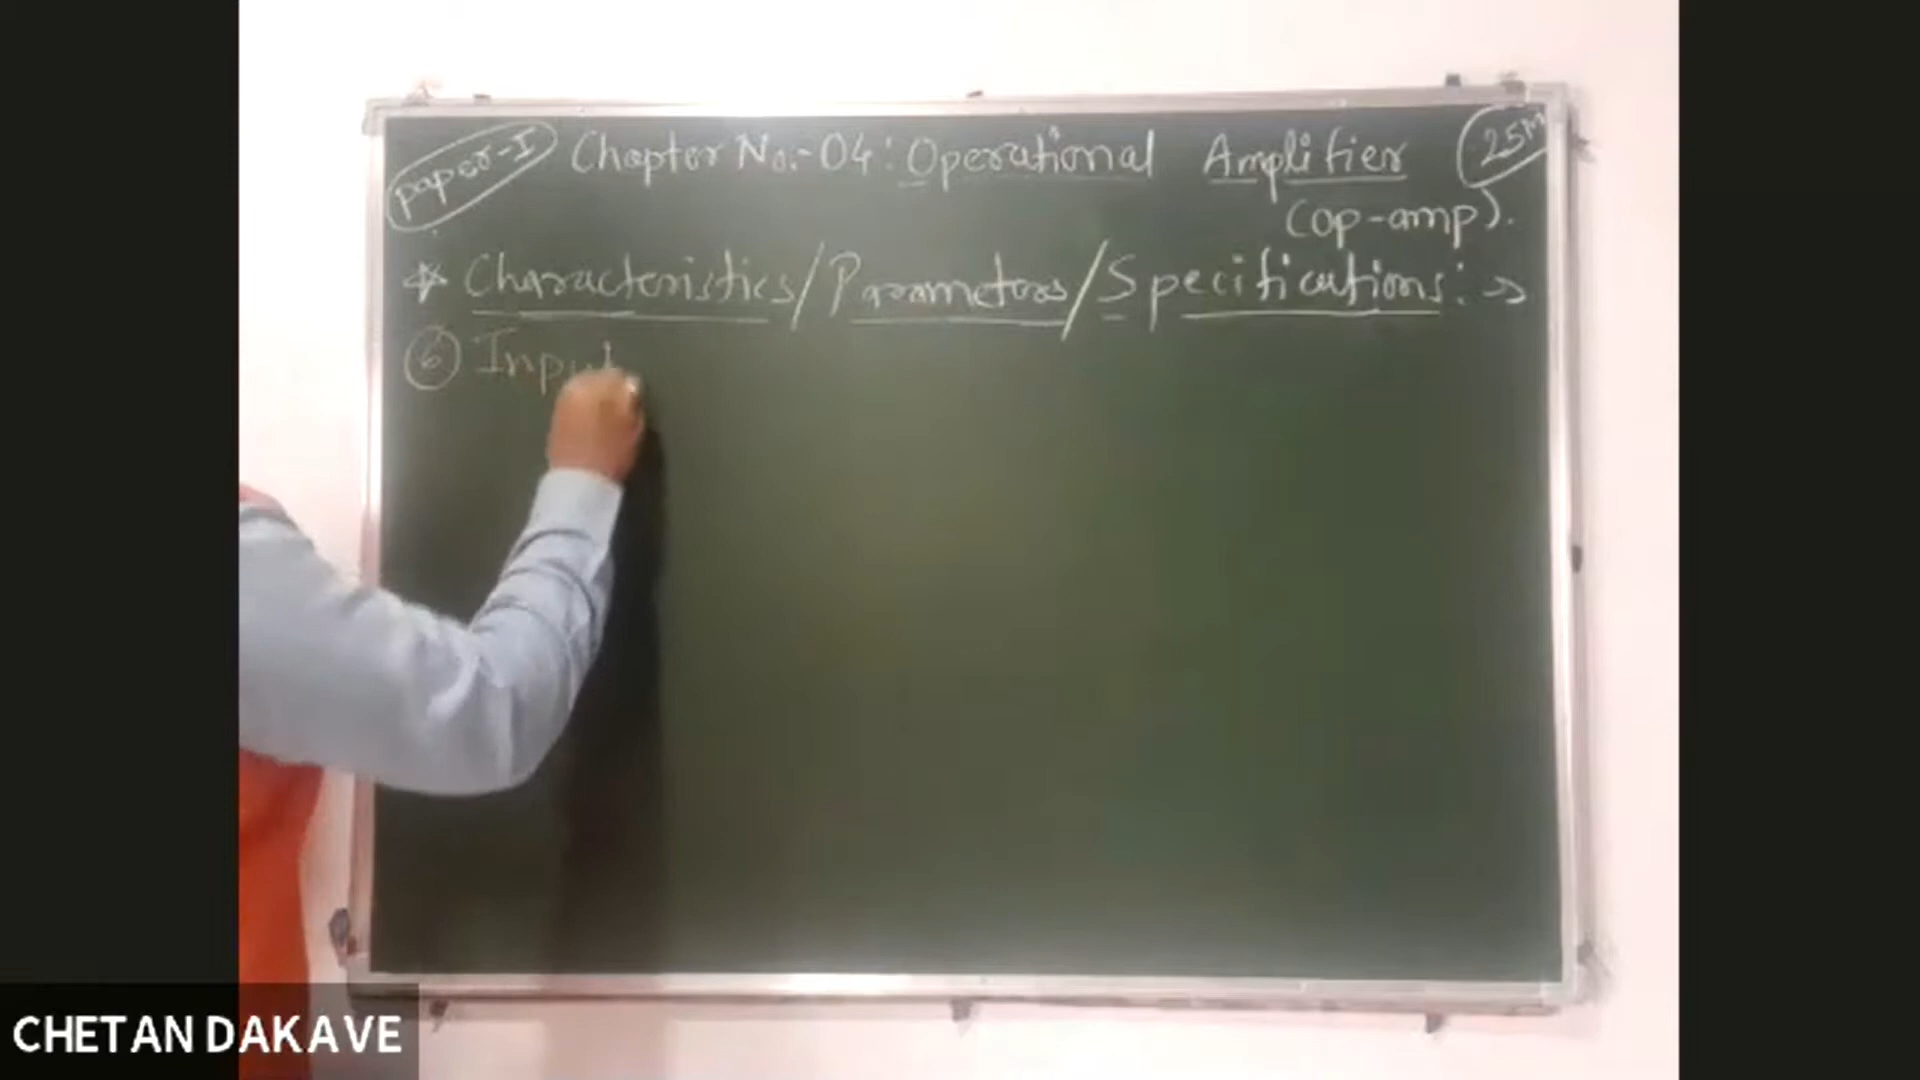 paper-I Chapter No.-04: Operational Amplifier 25M
(op-amp).
* Characteristics/Parameters/Specifications:→
6 Input
CHETAN DAKAVE